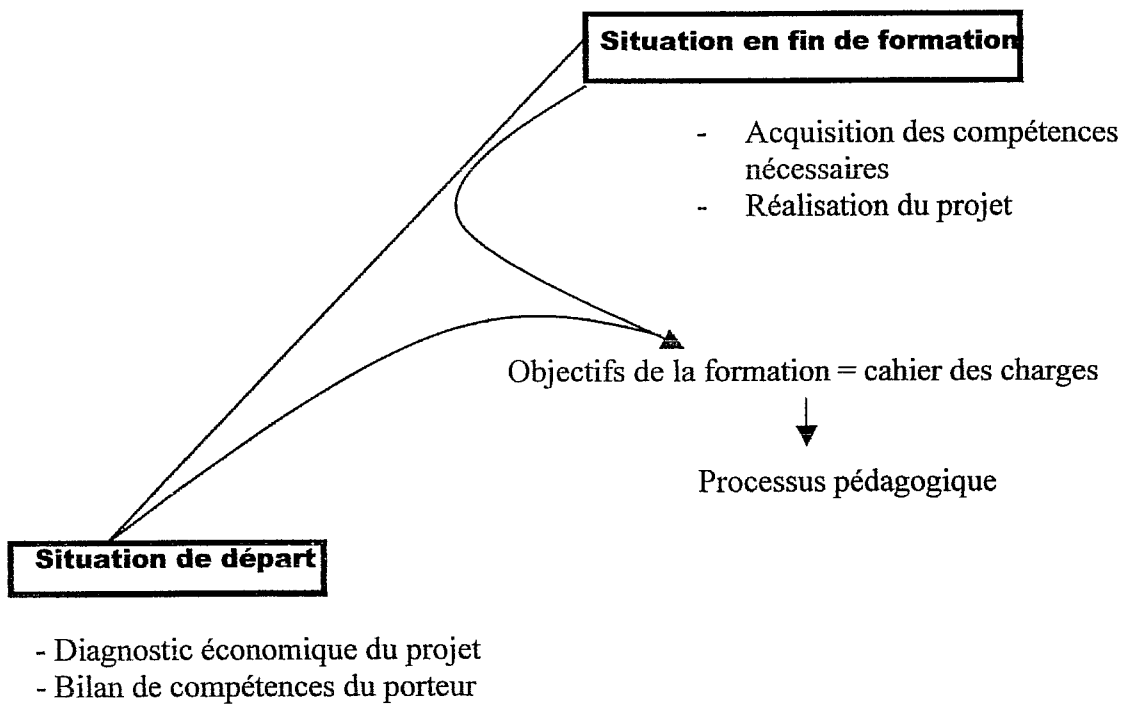 Situation en fin de formation
- Acquisition des compétences
nécessaires
- Réalisation du projet
Objectifs de la formation = cahier des charges
Processus pédagogique
Situation de départ
- Diagnostic économique du projet
- Bilan de compétences du porteur